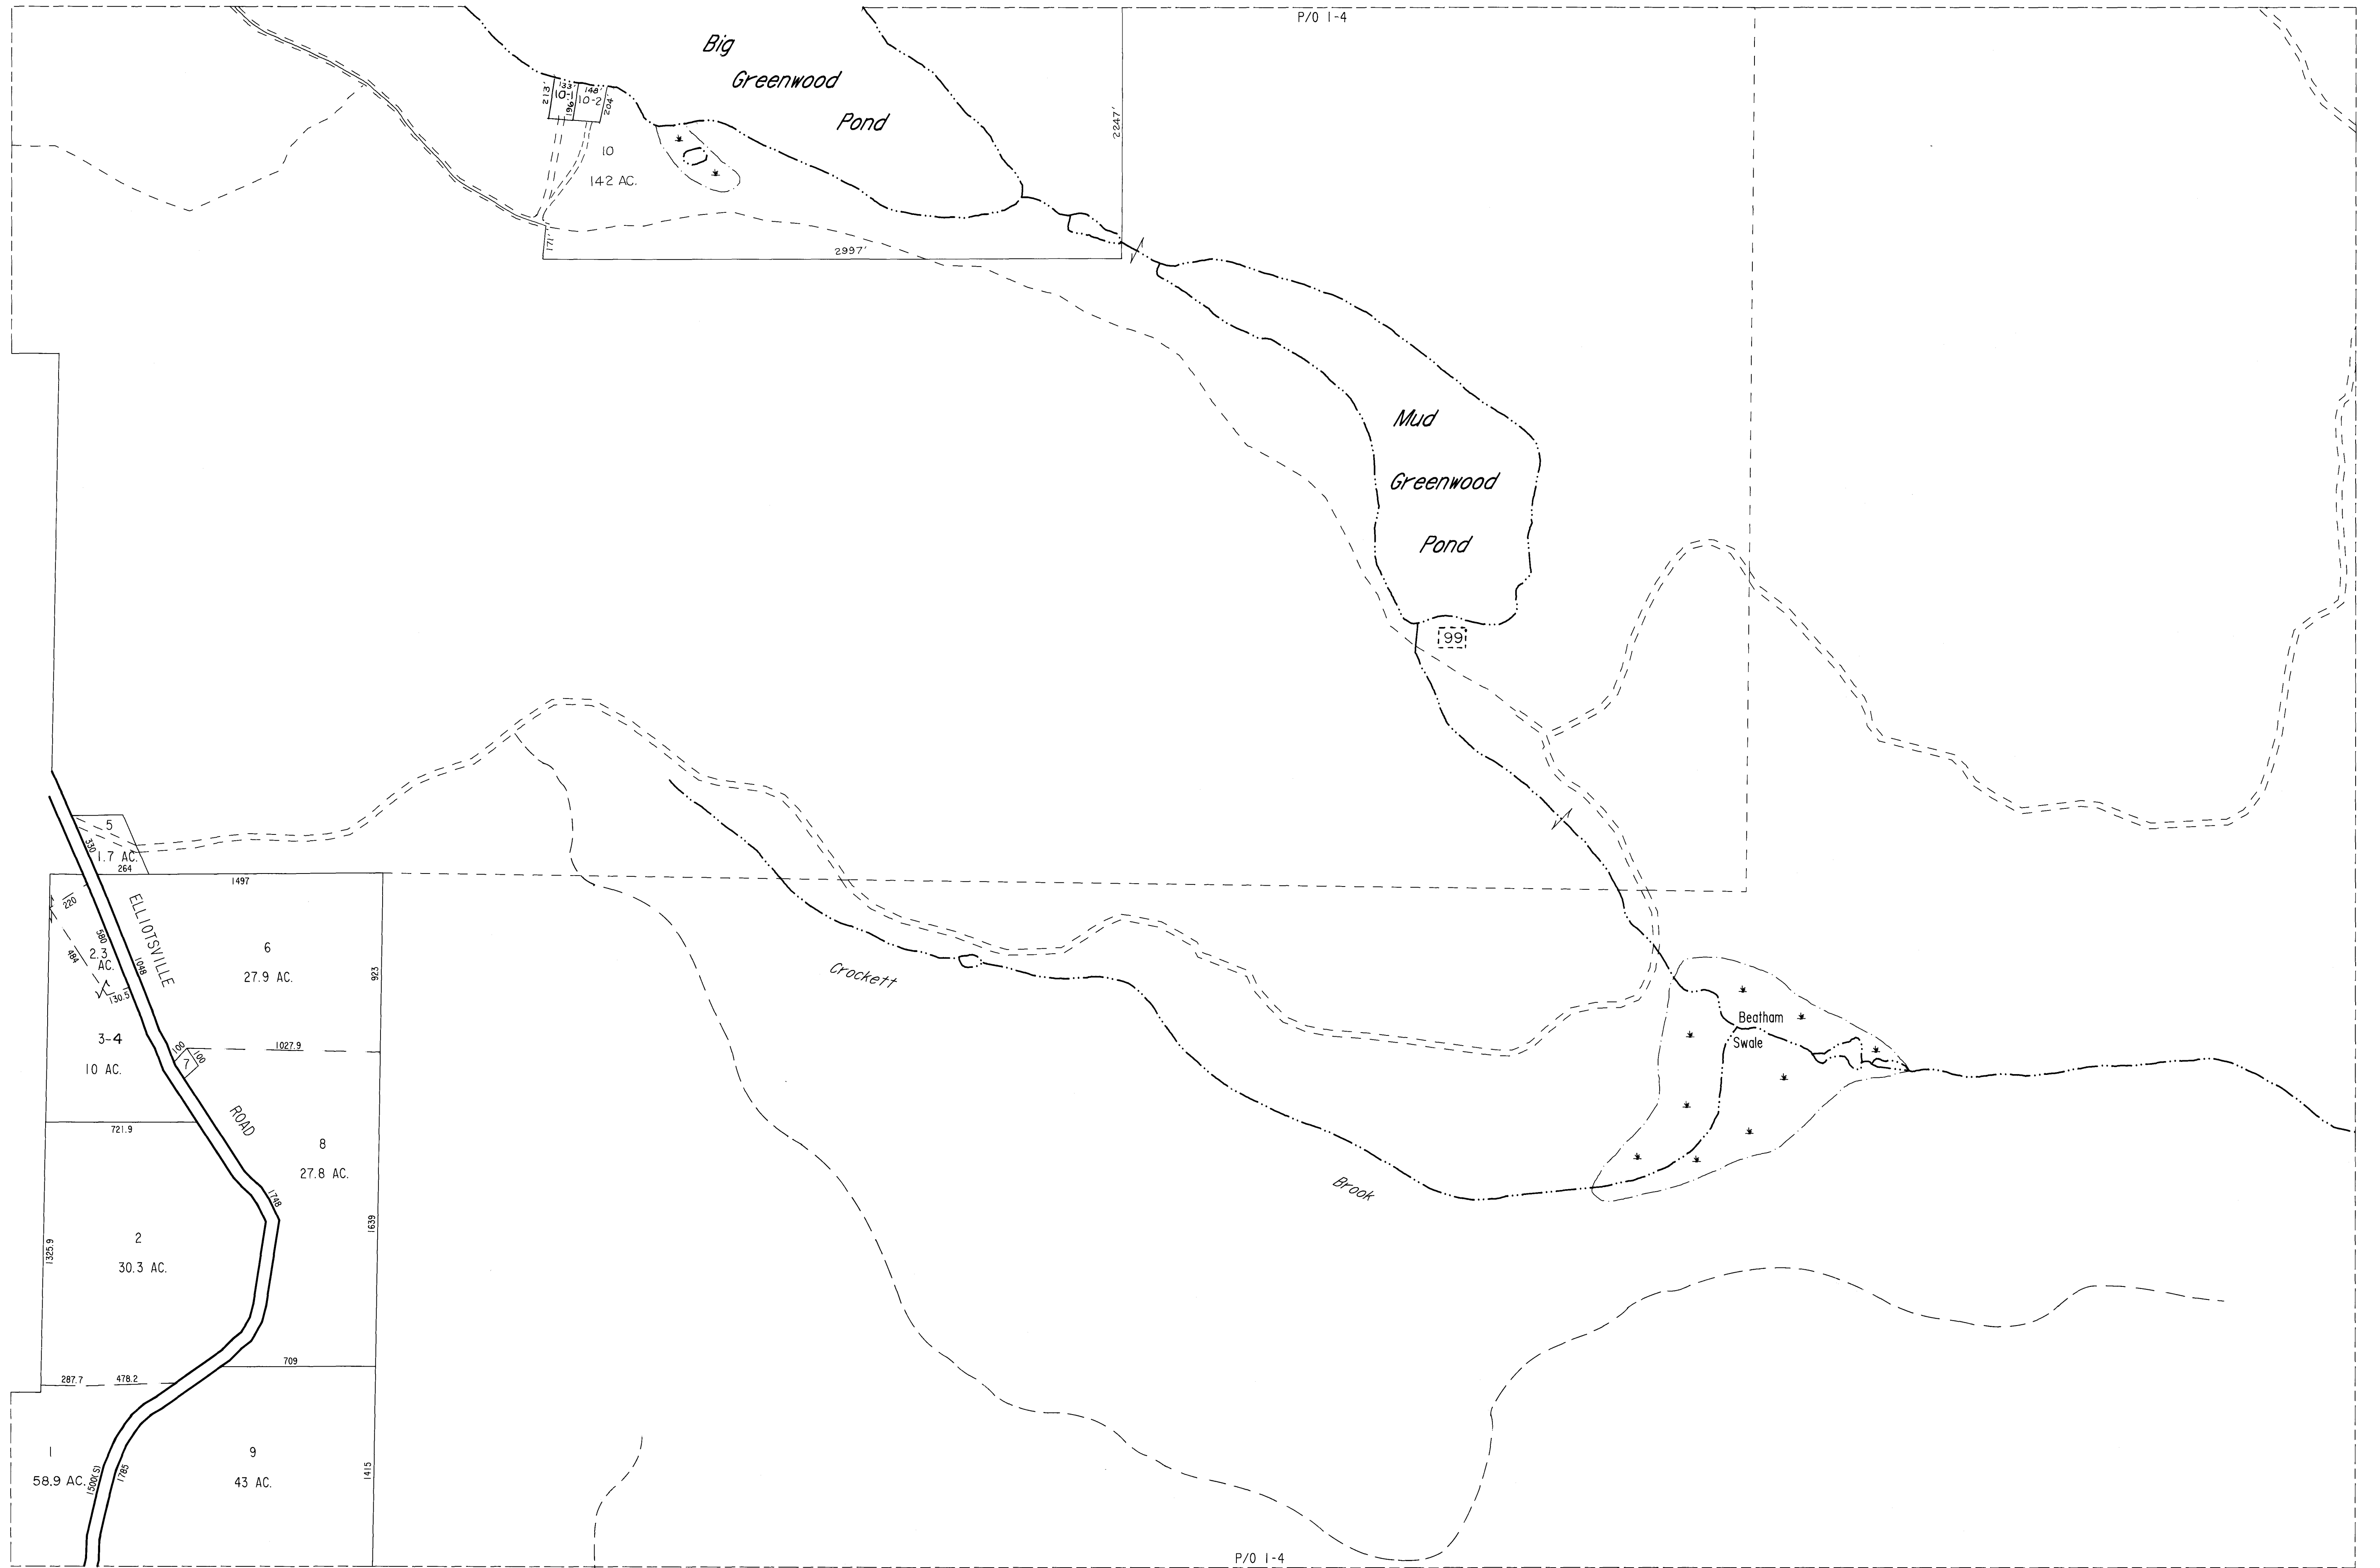 P/O 1-4
Big
Greenwood
Pond
213'
133'
10-1
196'
148'
10-2
204'
10
142 AC.
171'
2997'
2247'
Mud
Greenwood
Pond
99
5
1.7 AC.
330
264
1497
220
580
484
2.3
AC.
130.5
1048
ELLIOTSVILLE
6
27.9 AC.
923
3-4
10 AC.
100
100
7
1027.9
721.9
ROAD
8
27.8 AC.
1748
1639
2
30.3 AC.
1325.9
287.7
478.2
709
1
58.9 AC.
1500(S)
1785
9
43 AC.
1415
Crockett
Brook
Beatham
Swale
P/O 1-4